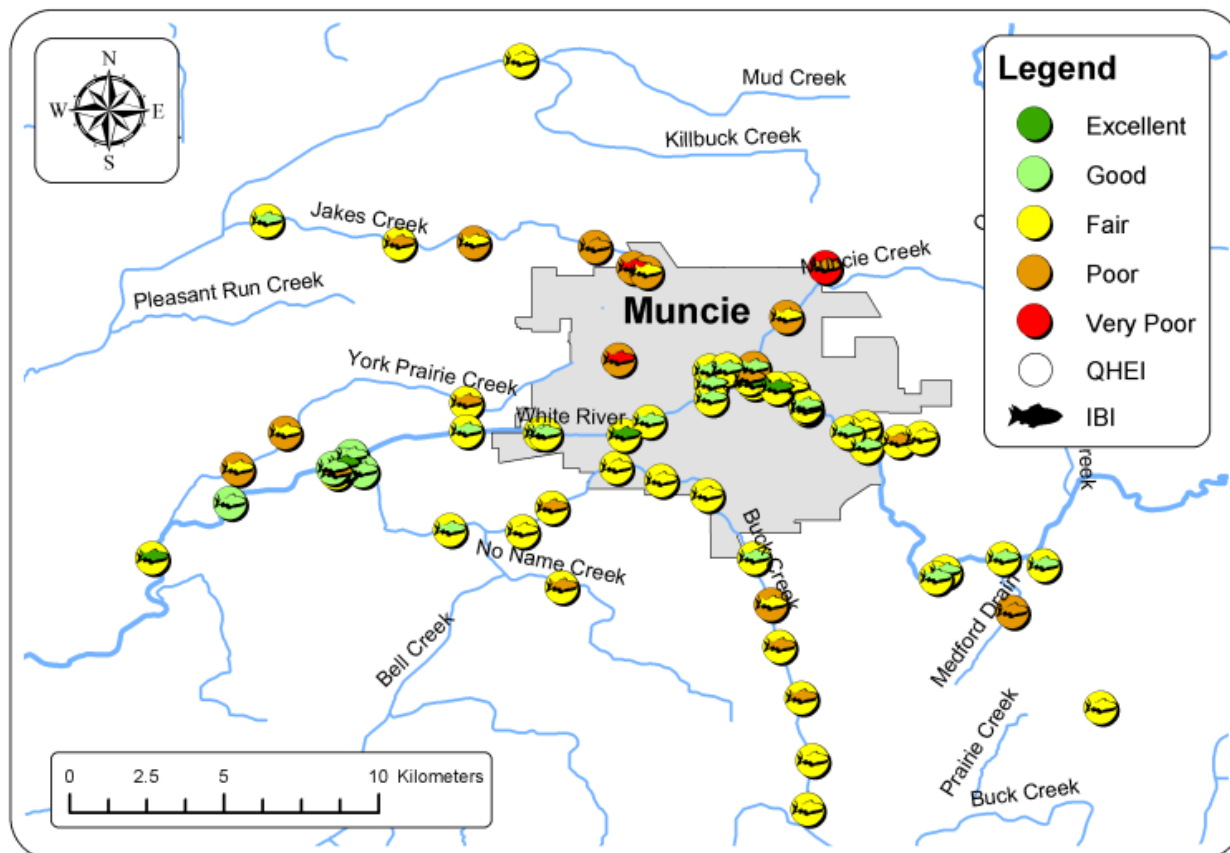 N
W E
S
Mud Creek
Killbuck Creek
Jakes Creek
Pleasant Run Creek
Muncie Creek
Muncie
York Prairie Creek
White River
Buck Creek
No Name Creek
Bell Creek
Medford Drain
Prairie Creek
Buck Creek
C
reek
Legend
Excellent
Good
Fair
Poor
Very Poor
QHEI
IBI
0 2.5 5 10 Kilometers